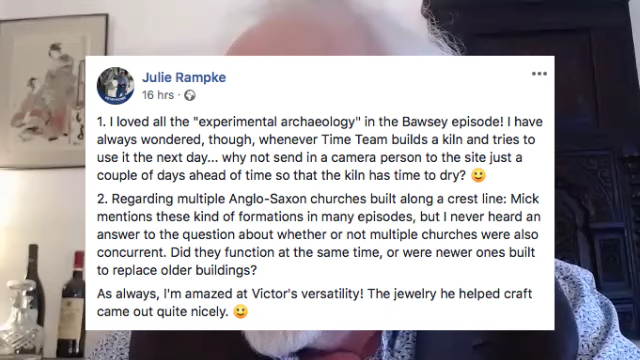 Julie Rampke
16 hrs ·
1. I loved all the "experimental archaeology" in the Bawsey episode! I have
always wondered, though, whenever Time Team builds a kiln and tries to
use it the next day... why not send in a camera person to the site just a
couple of days ahead of time so that the kiln has time to dry? 🙂
2. Regarding multiple Anglo-Saxon churches built along a crest line: Mick
mentions these kind of formations in many episodes, but I never heard an
answer to the question about whether or not multiple churches were also
concurrent. Did they function at the same time, or were newer ones built
to replace older buildings?
As always, I'm amazed at Victor's versatility! The jewelry he helped craft
came out quite nicely. 🙂